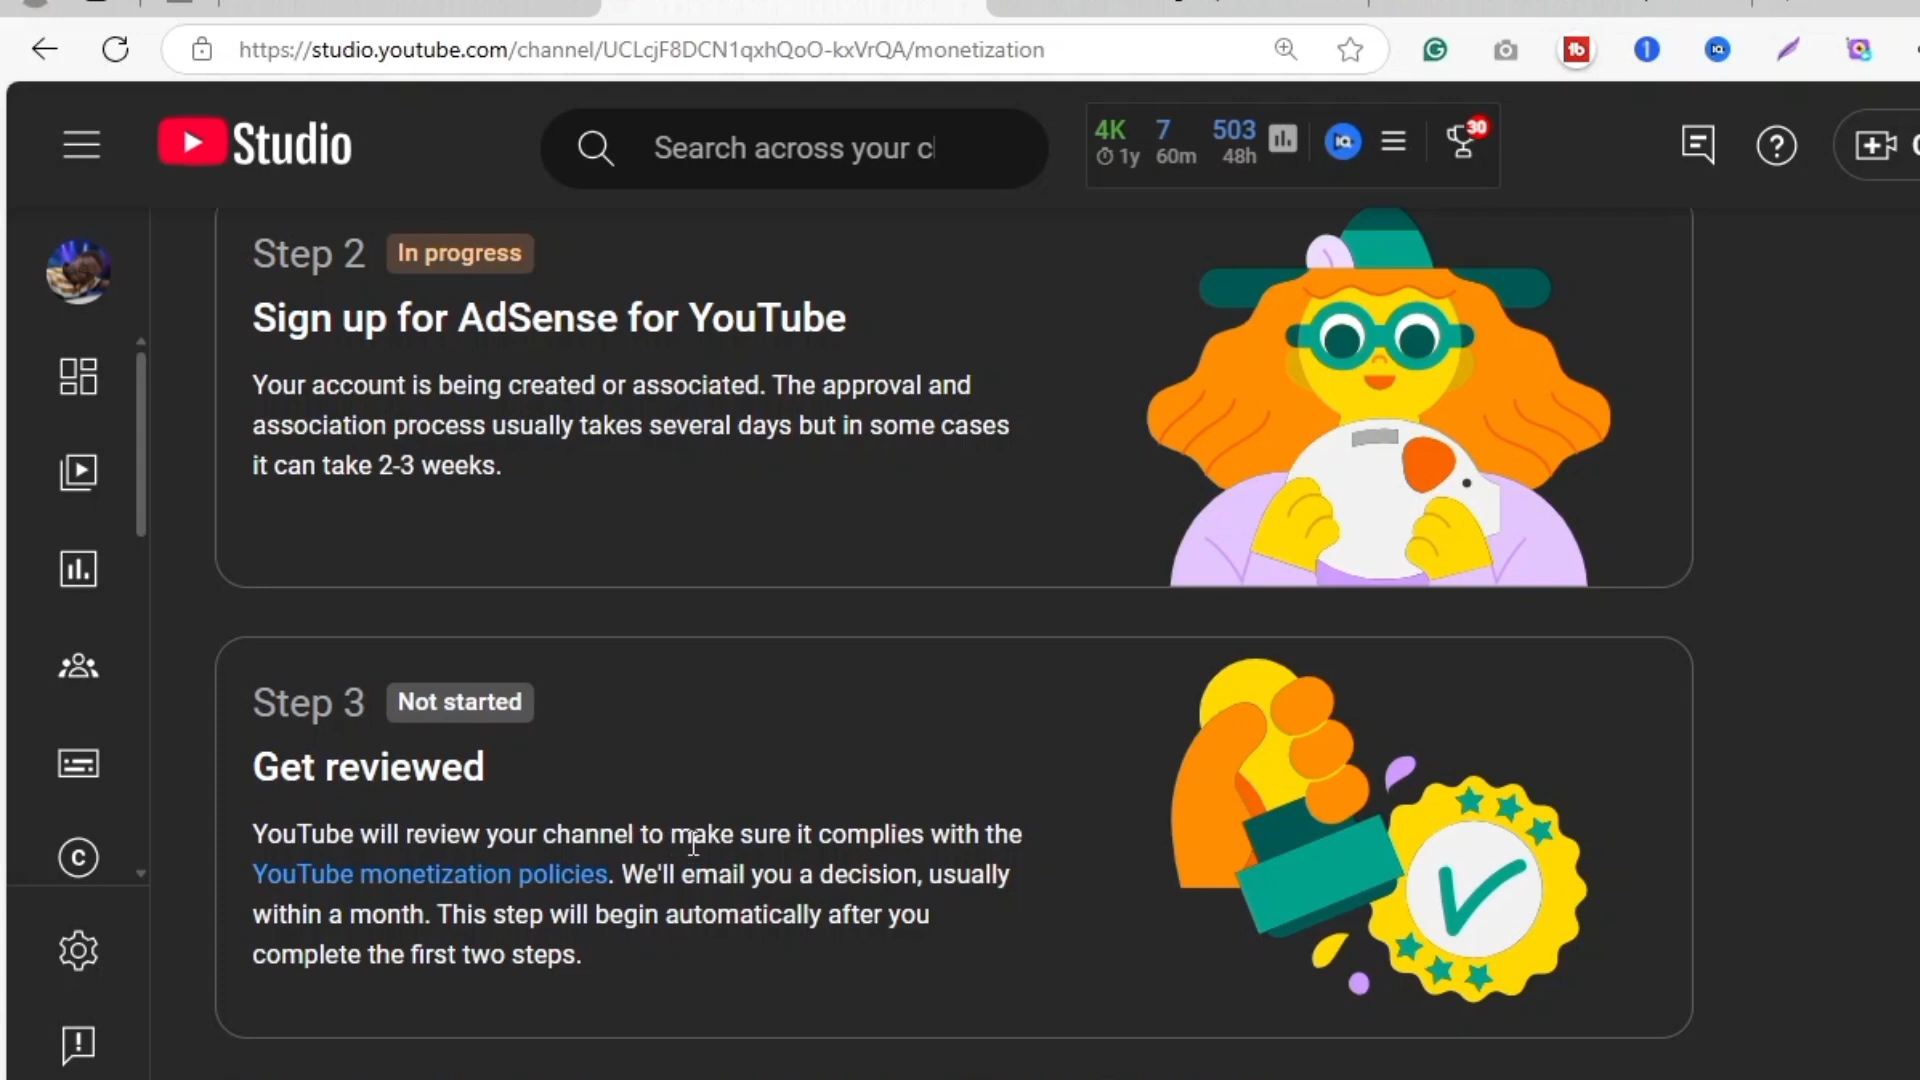 https://studio.youtube.com/channel/UCLcjF8DCN1qxhQoO-kxVrQA/monetization
Studio
Search across your c
4K 7 503
1y 60m 48h
30
Step 2 In progress
Sign up for AdSense for YouTube
Your account is being created or associated. The approval and
association process usually takes several days but in some cases
it can take 2-3 weeks.
Step 3 Not started
Get reviewed
YouTube will review your channel to make sure it complies with the
YouTube monetization policies. We'll email you a decision, usually
within a month. This step will begin automatically after you
complete the first two steps.